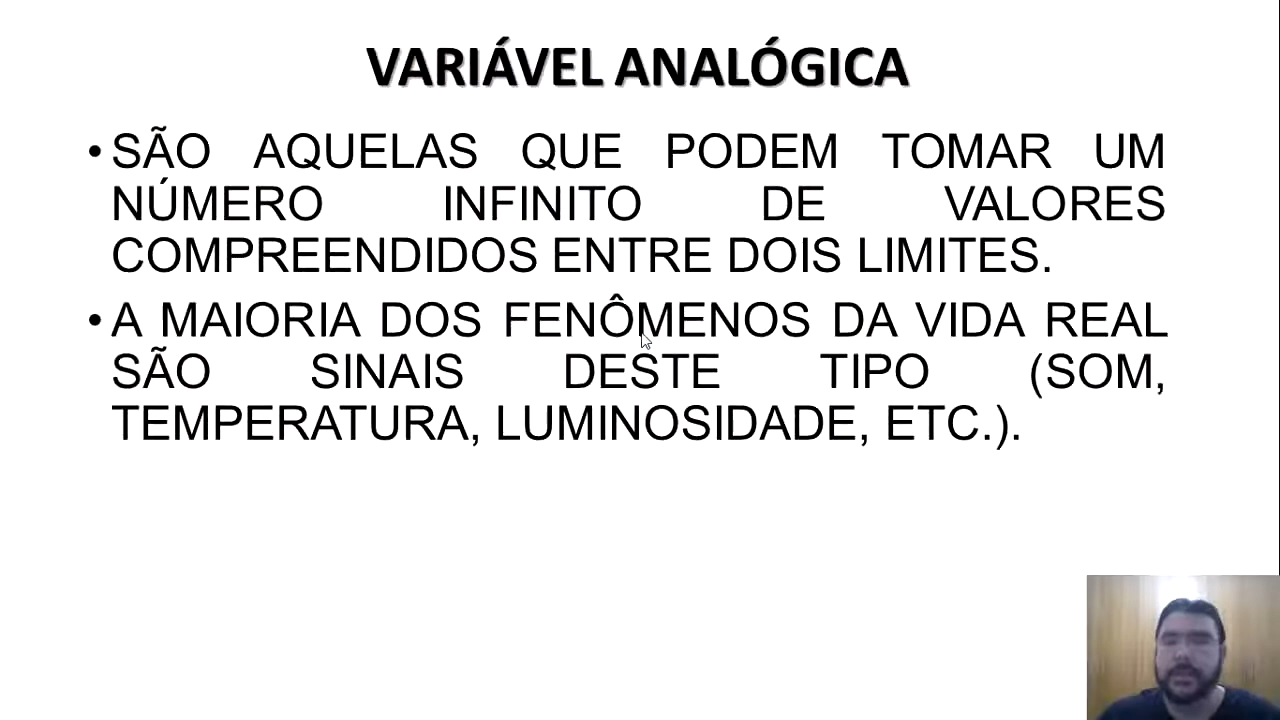 VARIÁVEL ANALÓGICA
• SÃO AQUELAS QUE PODEM TOMAR UM
NÚMERO INFINITO DE VALORES
COMPREENDIDOS ENTRE DOIS LIMITES.
• A MAIORIA DOS FENÔMENOS DA VIDA REAL
SÃO SINAIS DESTE TIPO (SOM,
TEMPERATURA, LUMINOSIDADE, ETC.).